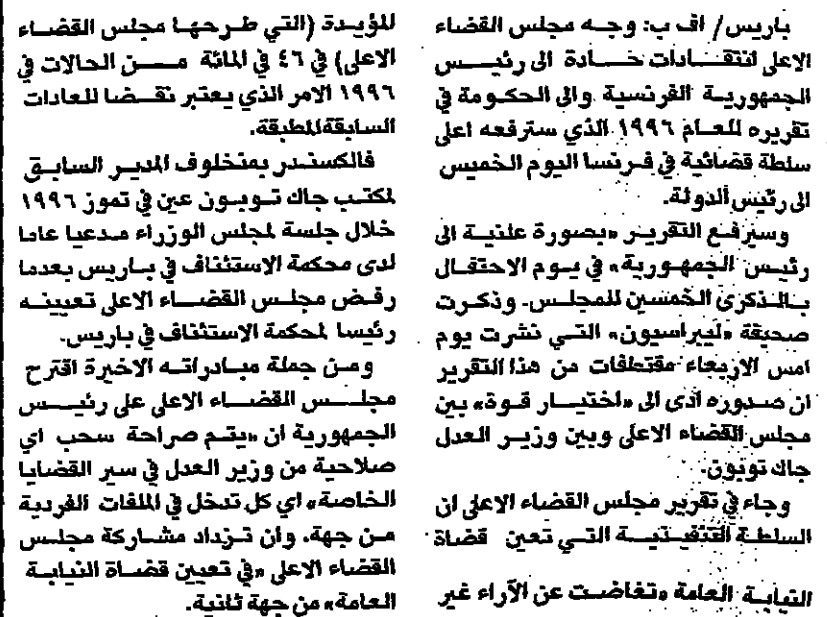 باريس/ اف ب: وجه مجلس القضاء
الاعلى انتقادات حادة الى رئيس
الجمهورية الفرنسية والى الحكومة في
تقريره للعام ١٩٩٦ الذي سترفعه اعلى
سلطة قضائية في فرنسا اليوم الخميس
الى رئيس الدولة.
وسيرفع التقرير «بصورة علنية الى
رئيس الجمهورية» في يوم الاحتفال
بالذكرى الخمسين للمجلس. وذكرت
صحيفة «ليبراسيون» التي نشرت يوم
امس الاربعاء مقتطفات من هذا التقرير
ان صدوره ادى الى «اختبار قوة» بين
مجلس القضاء الاعلى وبين وزير العدل
جاك توبون.
وجاء في تقرير مجلس القضاء الاعلى ان
السلطة التنفيذية التي تعين قضاة
النيابة العامة «تغاضت عن الآراء غير
للؤيدة (التي طرحها مجلس القضاء
الاعلى) في ٤٦ في المائة من الحالات في
١٩٩٦ الامر الذي يعتبر نقضا للعادات
السابقة المطبقة.
فالكسندر بمتخلوف المدير السابق
لمكتب جاك توبون عين في تموز ١٩٩٦
خلال جلسة لمجلس الوزراء مدعيا عاما
لدى محكمة الاستئناف في باريس بعدما
رفض مجلس القضاء الاعلى تعيينه
رئيسا لمحكمة الاستئناف في باريس.
ومن جملة مبادراته الاخيرة اقترح
مجلس القضاء الاعلى على رئيس
الجمهورية ان «يتم صراحة سحب اي
صلاحية من وزير العدل في سير القضايا
الخاصة» اي كل تدخل في الملفات الفردية
من جهة، وان تزداد مشاركة مجلس
القضاء الاعلى «في تعيين قضاة النيابة
العامة» من جهة ثانية.